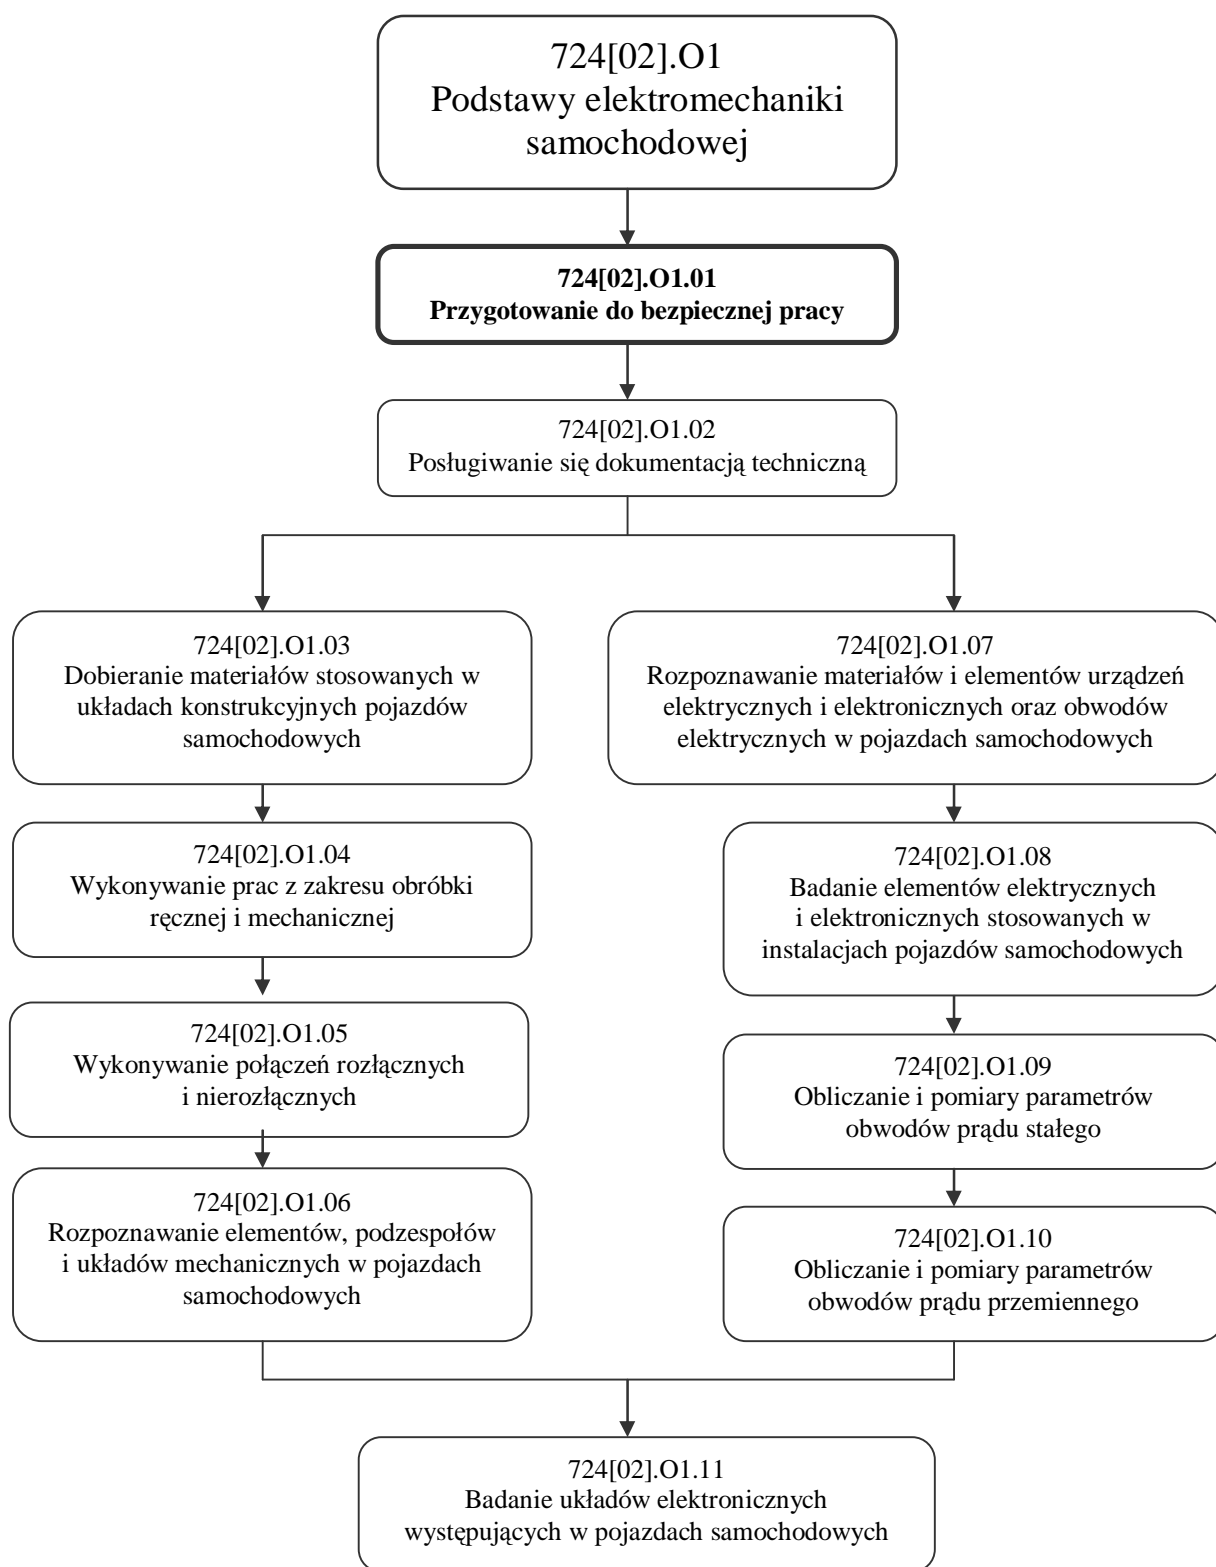 724[02].O1
Podstawy elektromechaniki
samochodowej
724[02].O1.01
Przygotowanie do bezpiecznej pracy
724[02].O1.02
Posługiwanie się dokumentacją techniczną
724[02].O1.03
Dobieranie materiałów stosowanych w
układach konstrukcyjnych pojazdów
samochodowych
724[02].O1.04
Wykonywanie prac z zakresu obróbki
ręcznej i mechanicznej
724[02].O1.05
Wykonywanie połączeń rozłącznych
i nierozłącznych
724[02].O1.06
Rozpoznawanie elementów, podzespołów
i układów mechanicznych w pojazdach
samochodowych
724[02].O1.07
Rozpoznawanie materiałów i elementów urządzeń
elektrycznych i elektronicznych oraz obwodów
elektrycznych w pojazdach samochodowych
724[02].O1.08
Badanie elementów elektrycznych
i elektronicznych stosowanych w
instalacjach pojazdów samochodowych
724[02].O1.09
Obliczanie i pomiary parametrów
obwodów prądu stałego
724[02].O1.10
Obliczanie i pomiary parametrów
obwodów prądu przemiennego
724[02].O1.11
Badanie układów elektronicznych
występujących w pojazdach samochodowych